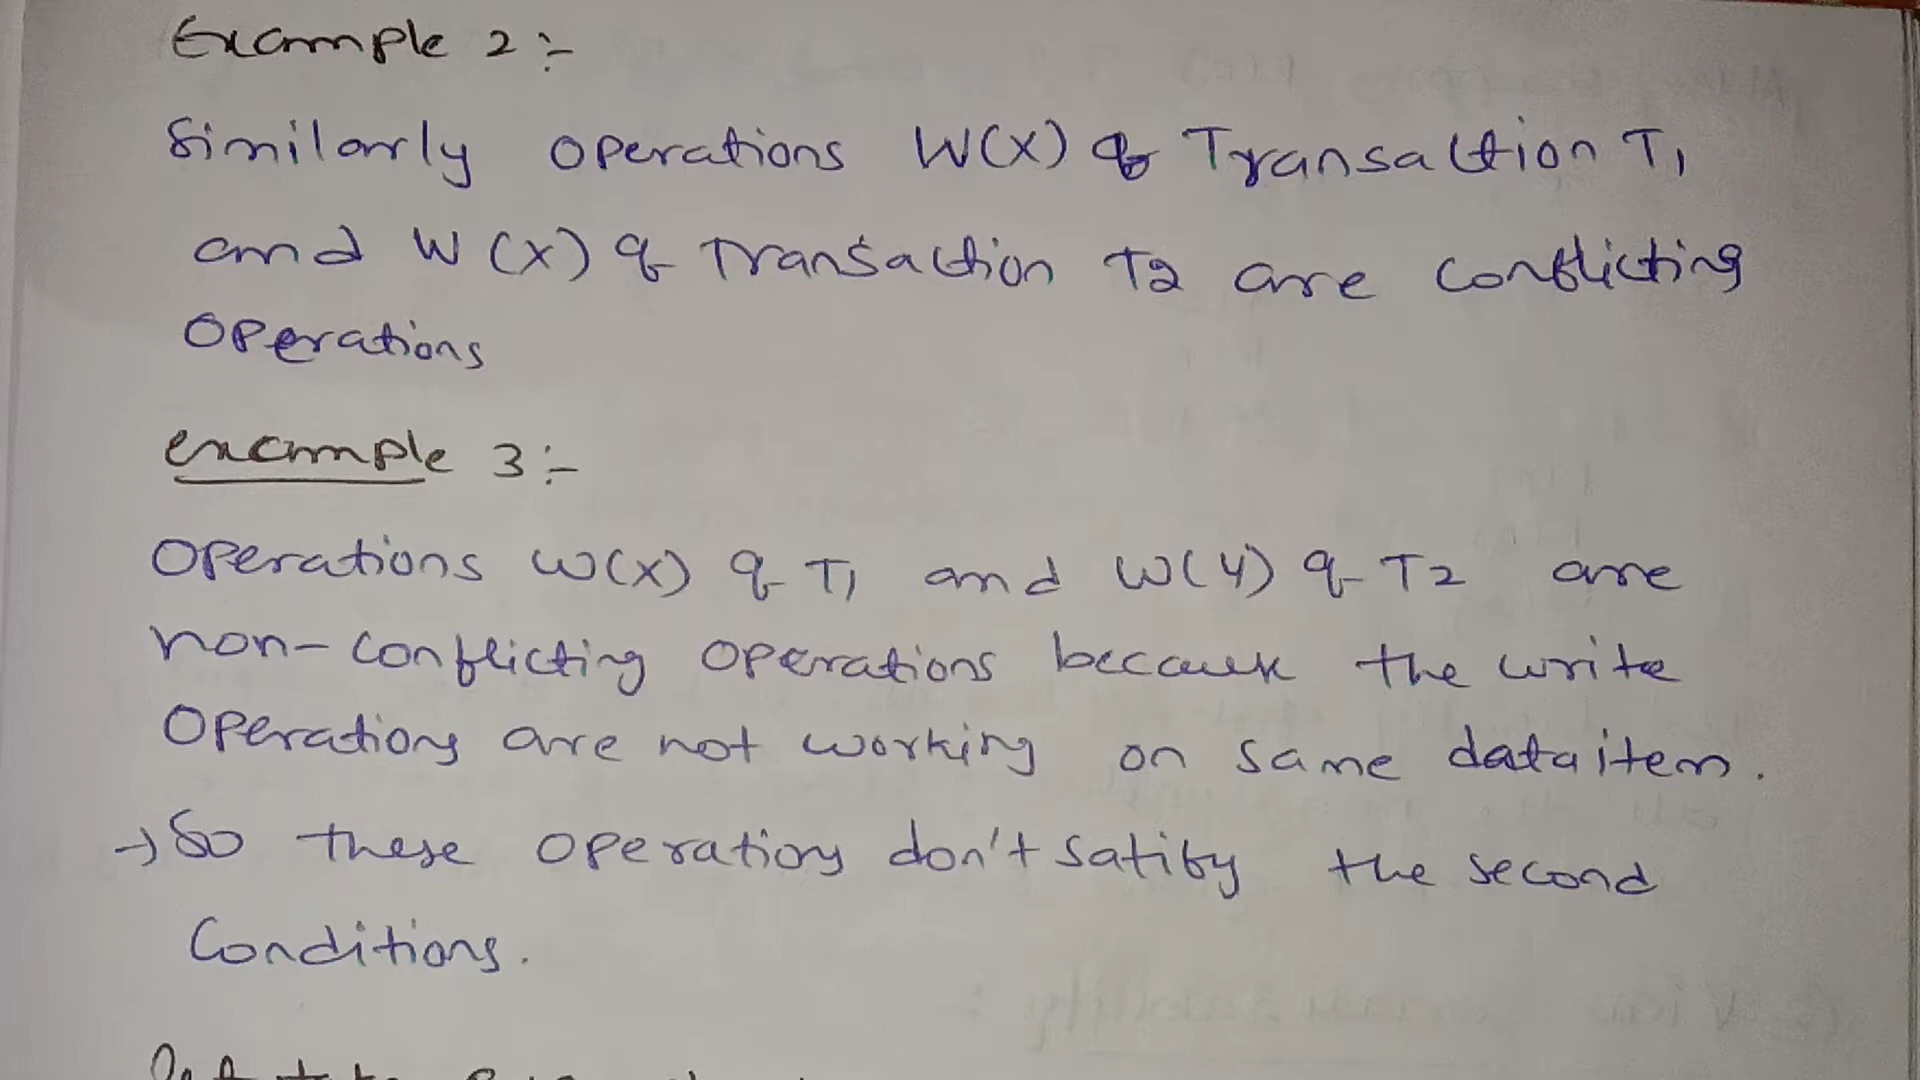 Example 2 :-
Similarly operations W(X) of Transaction T1
and W(X) of Transaction T2 are conflicting
operations
example 3 :-
Operations W(X) of T1 and W(Y) of T2 are
non-conflicting operations because the write
Operations are not working on same dataitem.
→ So these operations don't satify the second
Conditions.